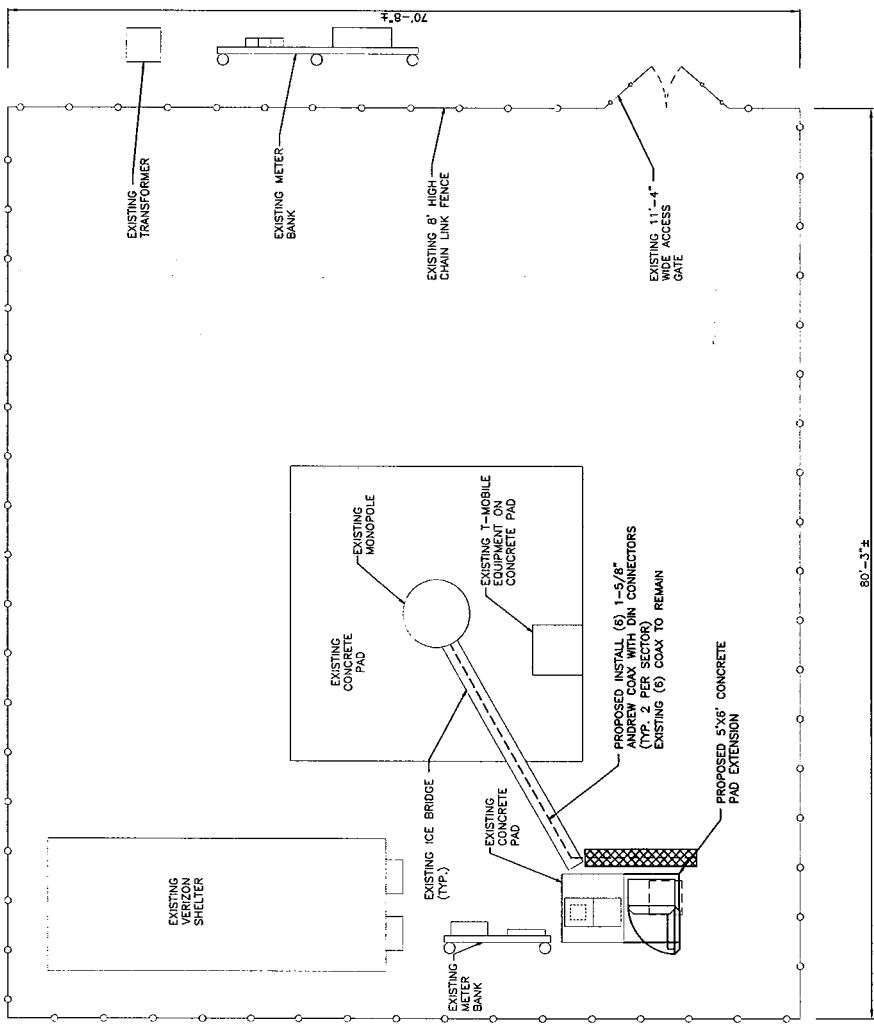 70'-8"±
EXISTING
TRANSFORMER
EXISTING METER
BANK
EXISTING 8' HIGH
CHAIN LINK FENCE
EXISTING 11'-4"
WIDE ACCESS
GATE
EXISTING
MONOPOLE
EXISTING
CONCRETE
PAD
EXISTING T-MOBILE
EQUIPMENT ON
CONCRETE PAD
PROPOSED INSTALL (6) 1-5/8"
ANDREW COAX WITH DIN CONNECTORS
(TYP. 2 PER SECTOR)
EXISTING (6) COAX TO REMAIN
PROPOSED 5'X6' CONCRETE
PAD EXTENSION
EXISTING ICE BRIDGE
(TYP.)
EXISTING
CONCRETE
PAD
EXISTING
VERIZON
SHELTER
EXISTING
METER
BANK
80'-3"±